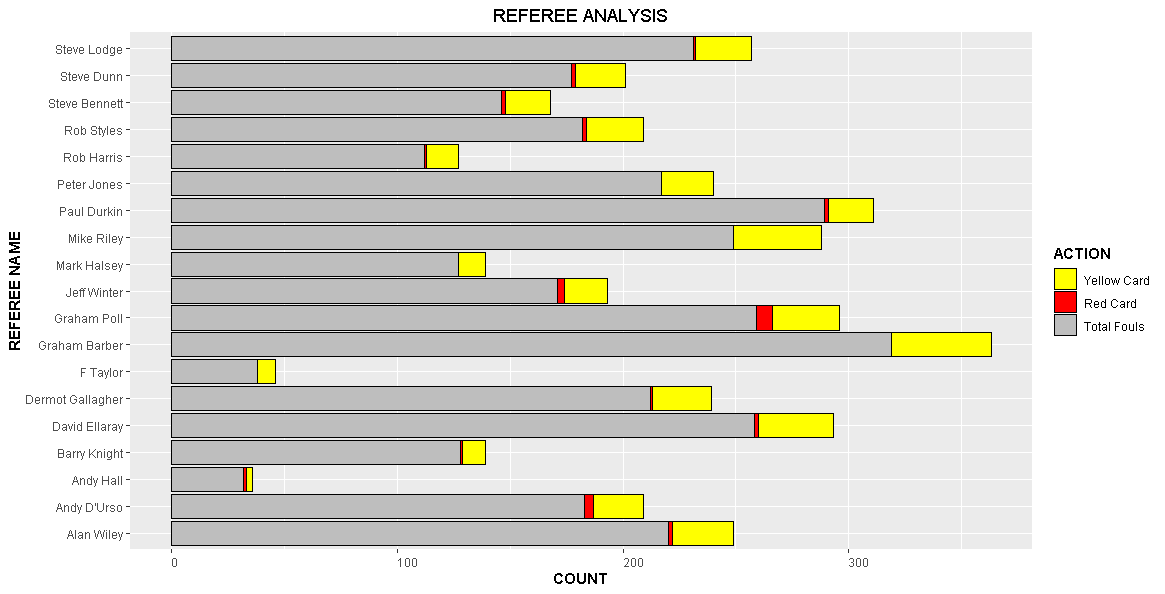 REFEREE ANALYSIS
REFEREE NAME
Steve Lodge
Steve Dunn
Steve Bennett
Rob Styles
Rob Harris
Peter Jones
Paul Durkin
Mike Riley
Mark Halsey
Jeff Winter
Graham Poll
Graham Barber
F Taylor
Dermot Gallagher
David Ellaray
Barry Knight
Andy Hall
Andy D'Urso
Alan Wiley
0 100 200 300
COUNT
ACTION
Yellow Card
Red Card
Total Fouls